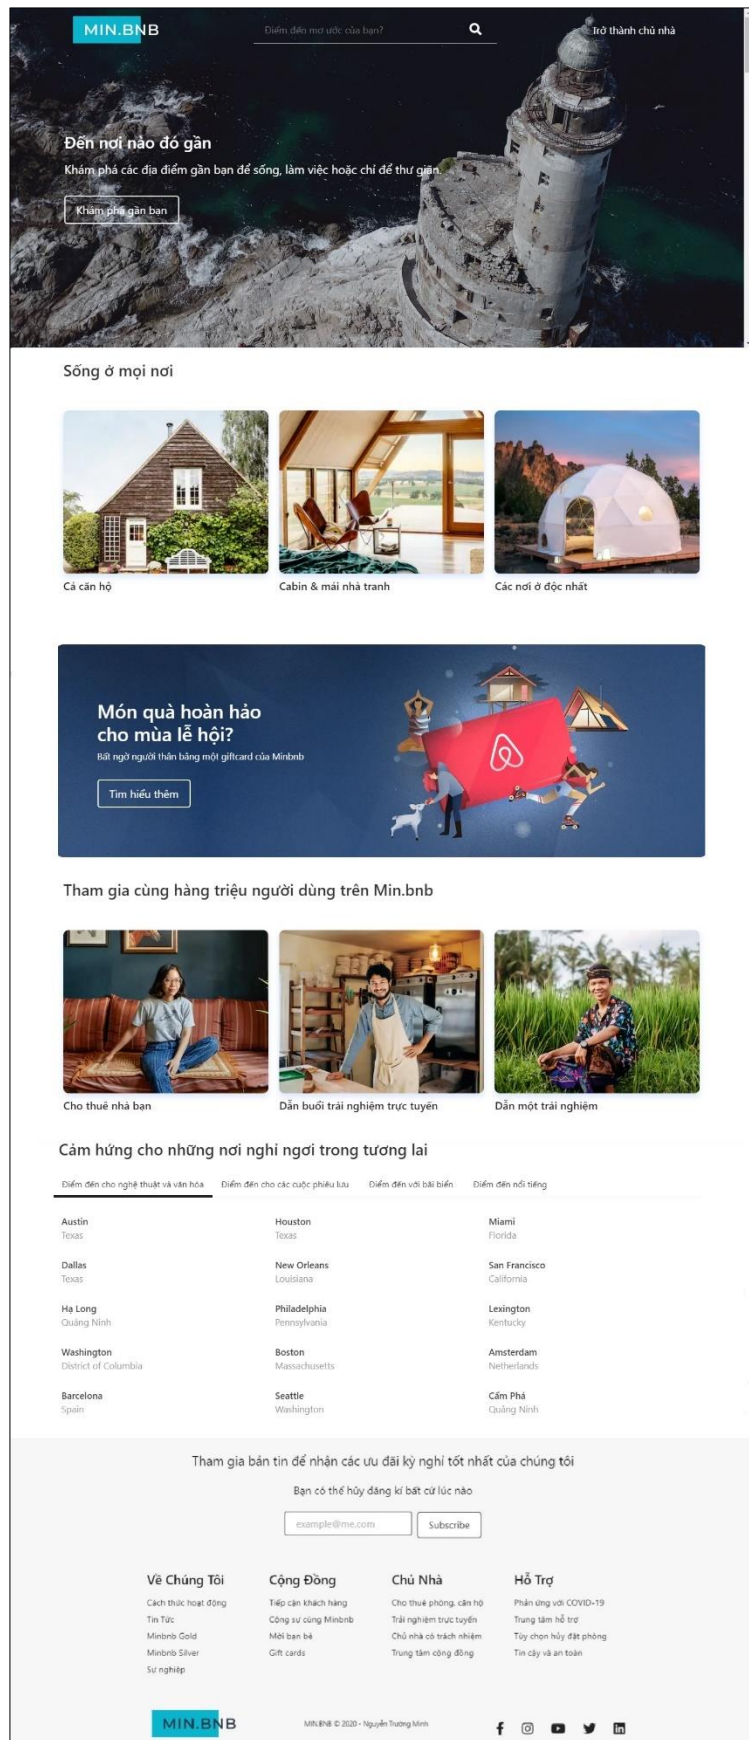 MIN.BNB
Điểm đến mơ ước của bạn?
Trở thành chủ nhà
Đến nơi nào đó gần
Khám phá các địa điểm gần bạn để sống, làm việc hoặc chỉ để thư giãn.
Khám phá gần bạn
Sống ở mọi nơi
Cả căn hộ
Cabin & mái nhà tranh
Các nơi ở độc nhất
Món quà hoàn hảo
cho mùa lễ hội?
Bất ngờ người thân bằng một giftcard của Minbnb
Tìm hiểu thêm
Tham gia cùng hàng triệu người dùng trên Min.bnb
Cho thuê nhà bạn
Dẫn buổi trải nghiệm trực tuyến
Dẫn một trải nghiệm
Cảm hứng cho những nơi nghỉ ngơi trong tương lai
Điểm đến cho nghệ thuật và văn hóa
Điểm đến cho các cuộc phiêu lưu
Điểm đến với bãi biển
Điểm đến nổi tiếng
Austin
Texas
Houston
Texas
Miami
Florida
Dallas
Texas
New Orleans
Louisiana
San Francisco
California
Hạ Long
Quảng Ninh
Philadelphia
Pennsylvania
Lexington
Kentucky
Washington
District of Columbia
Boston
Massachusetts
Amsterdam
Netherlands
Barcelona
Spain
Seattle
Washington
Cẩm Phả
Quảng Ninh
Tham gia bản tin để nhận các ưu đãi kỳ nghỉ tốt nhất của chúng tôi
Bạn có thể hủy đăng kí bất cứ lúc nào
example@me.com
Subscribe
Về Chúng Tôi
Cách thức hoạt động
Tin Tức
Minbnb Gold
Minbnb Silver
Sự nghiệp
Cộng Đồng
Tiếp cận khách hàng
Cộng sự cùng Minbnb
Mời bạn bè
Gift cards
Chủ Nhà
Cho thuê phòng, căn hộ
Trải nghiệm trực tuyến
Chủ nhà có trách nhiệm
Trung tâm cộng đồng
Hỗ Trợ
Phản ứng với COVID-19
Trung tâm hỗ trợ
Tùy chọn hủy đặt phòng
Tin cậy và an toàn
MIN.BNB
MIN.BNB © 2020 - Nguyễn Trường Minh